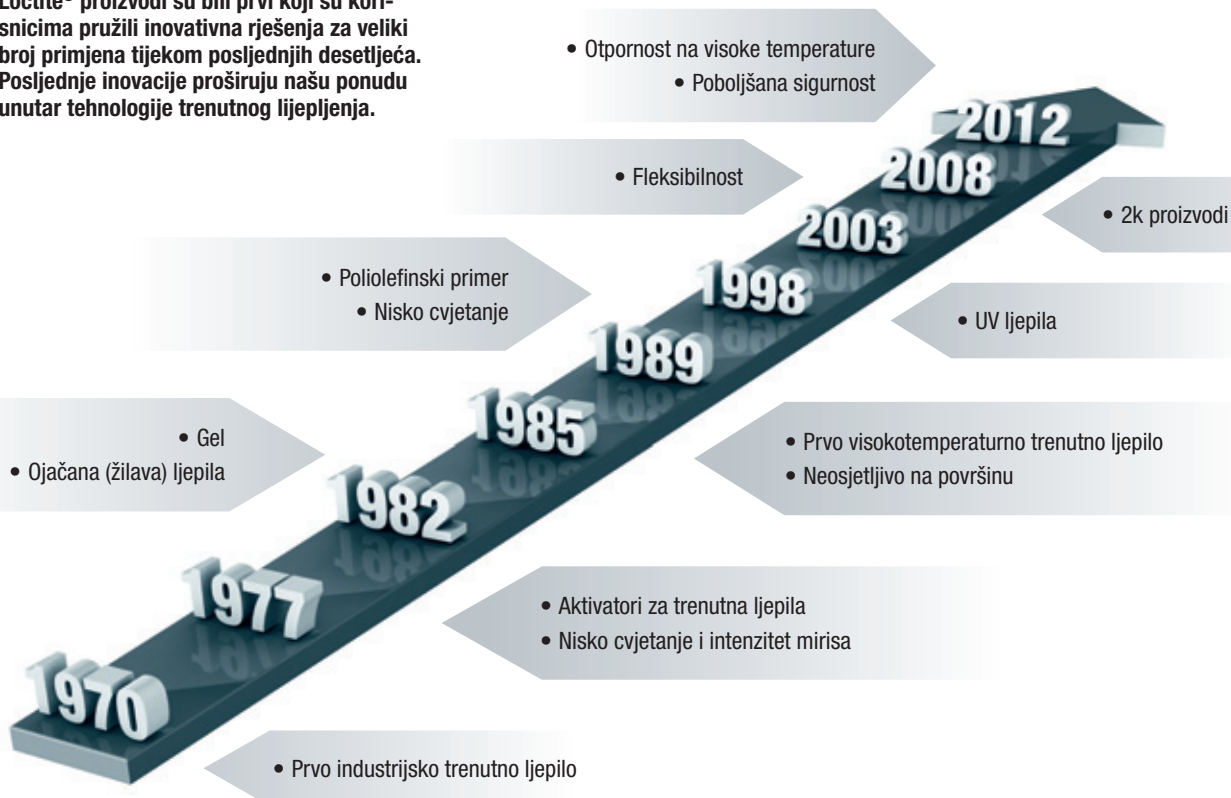 Loctite® proizvodi su bili prvi koji su kori-
snicima pružili inovativna rješenja za veliki
broj primjena tijekom posljednjih desetljeća.
Posljednje inovacije proširuju našu ponudu
unutar tehnologije trenutnog lijepljenja.
• Otpornost na visoke temperature
• Poboljšana sigurnost
2012
• Fleksibilnost
2008
• 2k proizvodi
2003
• Poliolefinski primer
• Nisko cvjetanje
1998
• UV ljepila
1989
1985
• Gel
• Ojačana (žilava) ljepila
• Prvo visokotemperaturno trenutno ljepilo
• Neosjetljivo na površinu
1982
1977
• Aktivatori za trenutna ljepila
• Nisko cvjetanje i intenzitet mirisa
1970
• Prvo industrijsko trenutno ljepilo